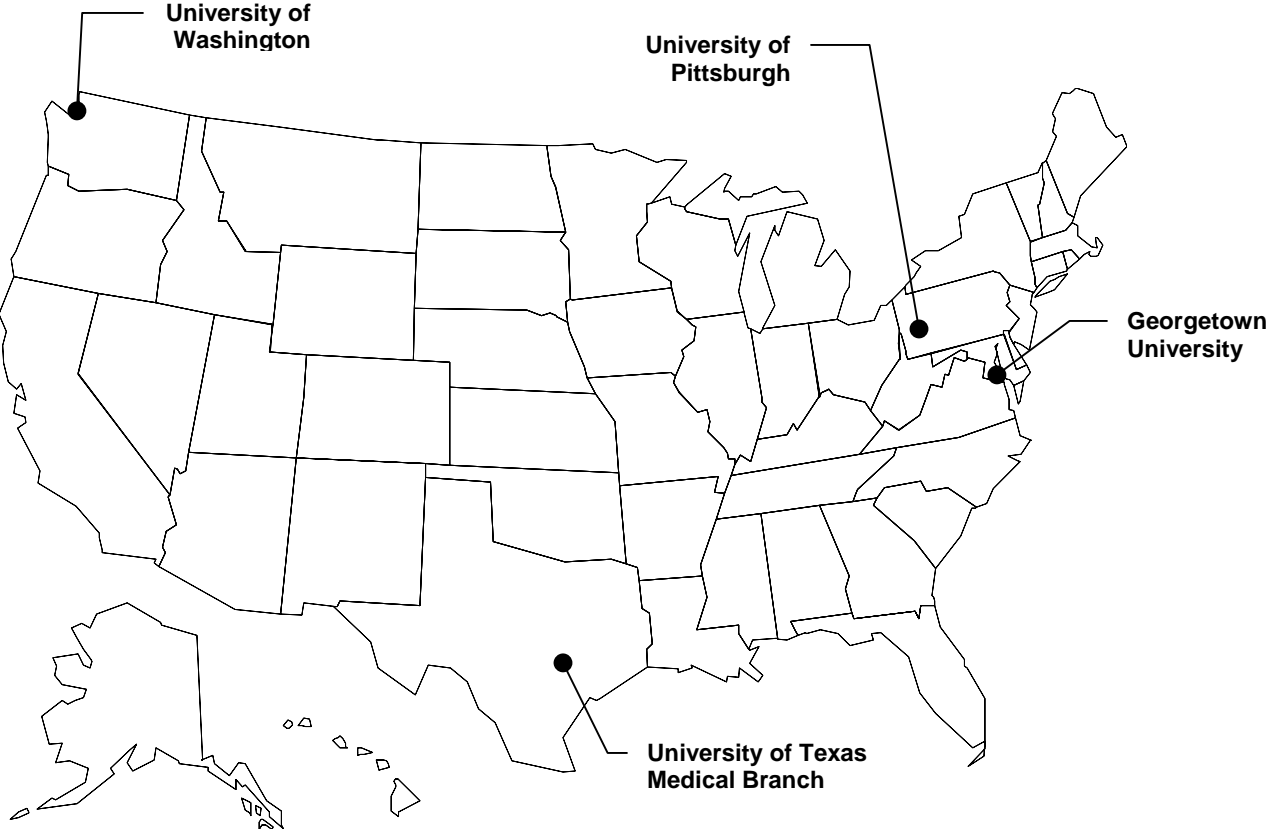 University of
Washington
University of
Pittsburgh
Georgetown
University
University of Texas
Medical Branch